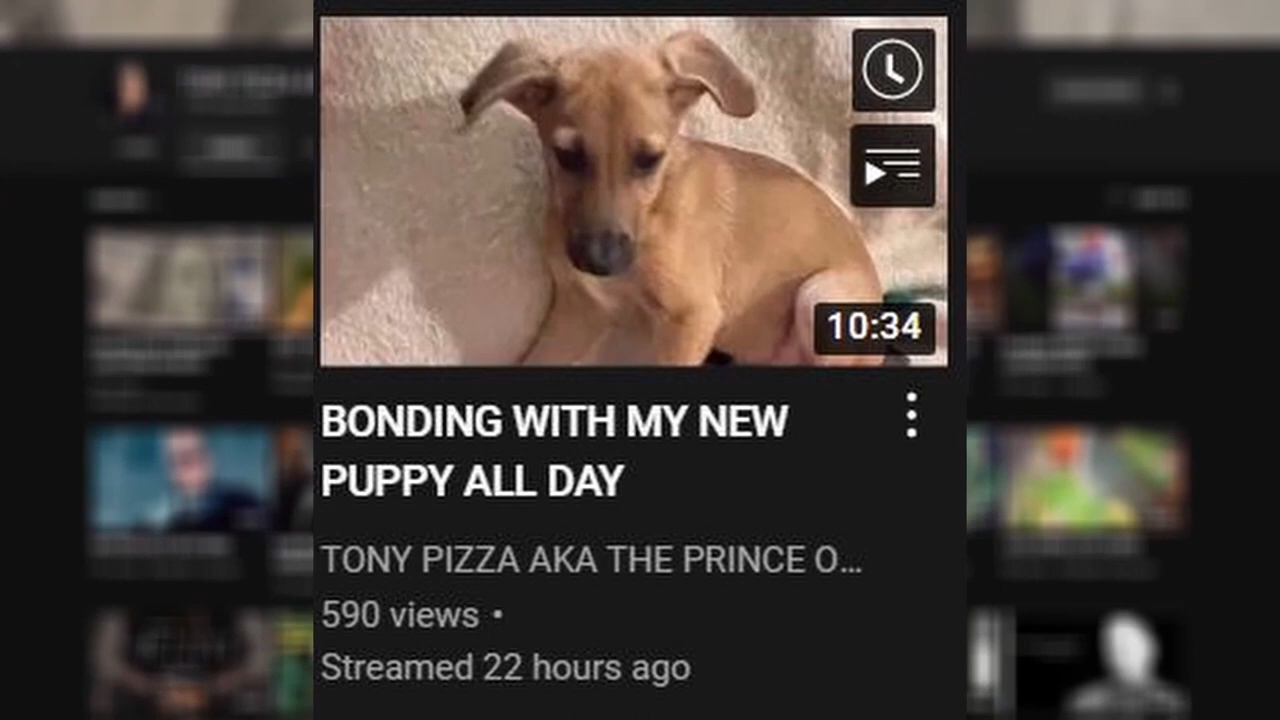 10:34
BONDING WITH MY NEW
PUPPY ALL DAY
TONY PIZZA AKA THE PRINCE O...
590 views •
Streamed 22 hours ago